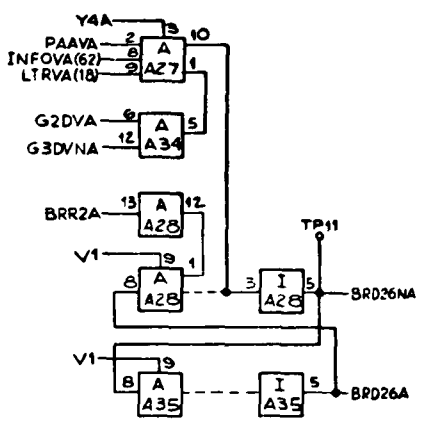 Y4A
9
PAAVA 2 A 10
INFOVA(62) 8
LTRVA(18) 9 A27 1
G2DVA 6 A 5
G3DVNA 12 A34
BRR2A 13 A 12
A28
TP11
V1 9 1
8 A 3 I 5 BRD26NA
A28 A28
V1 9
8 A I 5 BRD26A
A35 A35